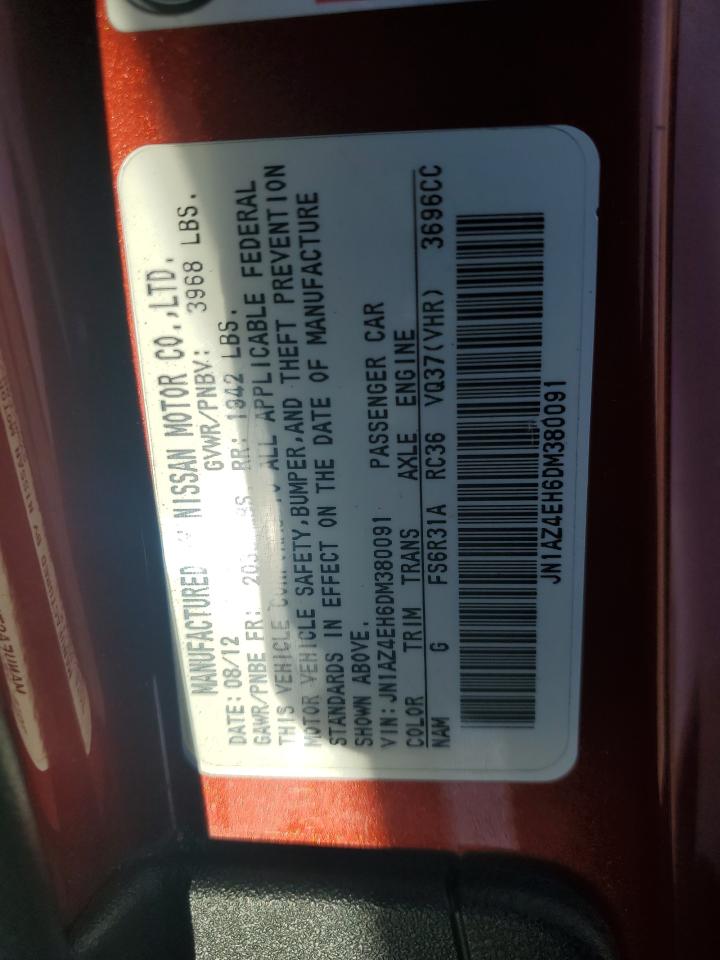 MANUFACTURED BY NISSAN MOTOR CO.,LTD.
DATE: 08/12 GVWR/PNBV: 3968 LBS.
GAWR/PNBE FR: RR: 1942 LBS.
THIS VEHICLE TO ALL APPLICABLE FEDERAL
MOTOR VEHICLE SAFETY,BUMPER,AND THEFT PREVENTION
STANDARDS IN EFFECT ON THE DATE OF MANUFACTURE
SHOWN ABOVE.
VIN:JN1AZ4EH6DM380091 PASSENGER CAR
COLOR TRIM TRANS AXLE ENGINE
NAM G FS6R31A RC36 VQ37(VHR) 3696CC
JN1AZ4EH6DM380091